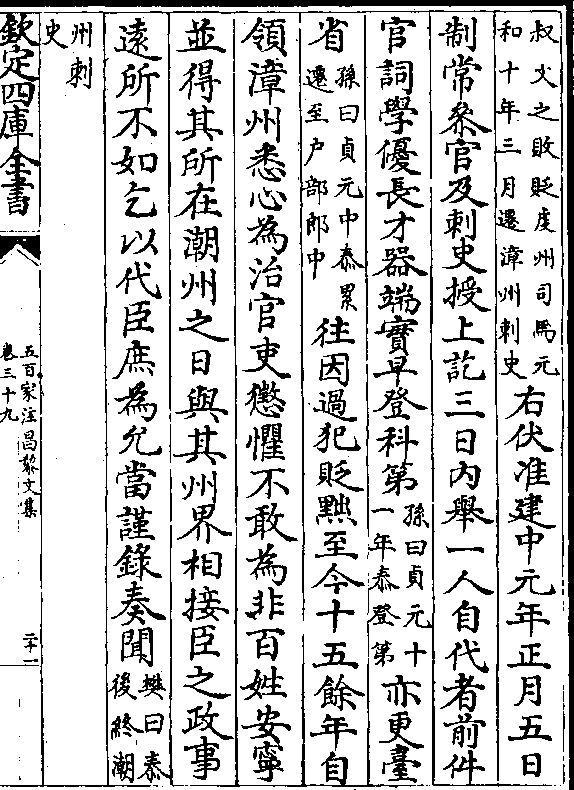 叔文之敗貶虔州司馬元
和十年三月遷漳州刺史
右伏准建中元年正月五日
制常叅官及刺史授上訖三日內舉一人自代者前件
官詞學優長才器端實早登科第
孫曰貞元十
一年泰登第
亦更臺
省
孫曰貞元中泰累
遷至户部郎中
往因過犯貶黜至今十五餘年自
領漳州悉心為治官吏懲懼不敢為非百姓安寧
並得其所在潮州之日與其州界相接臣之政事
遠所不如乞以代臣庶為允當謹錄奏聞
樊曰泰
後終潮
州刺
史
欽定四庫全書
五百家注昌黎文集
卷三十九
二十一